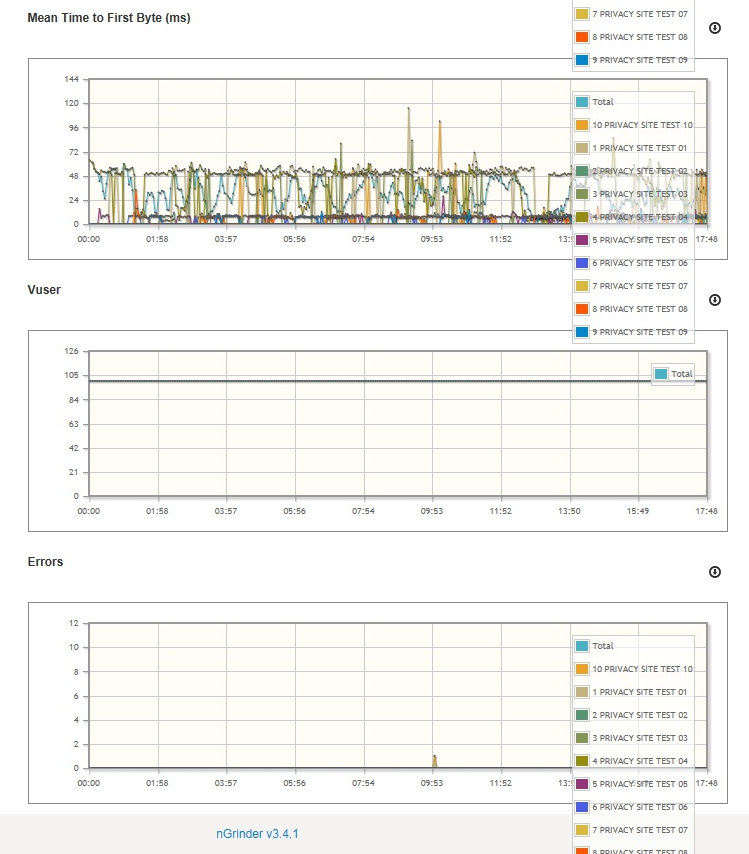 Mean Time to First Byte (ms)
7 PRIVACY SITE TEST 07
8 PRIVACY SITE TEST 08
9 PRIVACY SITE TEST 09
144
120
96
72
48
24
0
00:00 01:58 03:57 05:56 07:54 09:53 11:52 17:48
Total
10 PRIVACY SITE TEST 10
1 PRIVACY SITE TEST 01
2 PRIVACY SITE TEST 02
3 PRIVACY SITE TEST 03
4 PRIVACY SITE TEST 04
5 PRIVACY SITE TEST 05
6 PRIVACY SITE TEST 06
7 PRIVACY SITE TEST 07
8 PRIVACY SITE TEST 08
9 PRIVACY SITE TEST 09
Vuser
126
105
84
63
42
21
0
00:00 01:58 03:57 05:56 07:54 09:53 11:52 13:50 15:49 17:48
Total
Errors
12
10
8
6
4
2
0
00:00 01:58 03:57 05:56 07:54 09:53 11:52 17:48
Total
10 PRIVACY SITE TEST 10
1 PRIVACY SITE TEST 01
2 PRIVACY SITE TEST 02
3 PRIVACY SITE TEST 03
4 PRIVACY SITE TEST 04
5 PRIVACY SITE TEST 05
6 PRIVACY SITE TEST 06
7 PRIVACY SITE TEST 07
8 PRIVACY SITE TEST 08
nGrinder v3.4.1